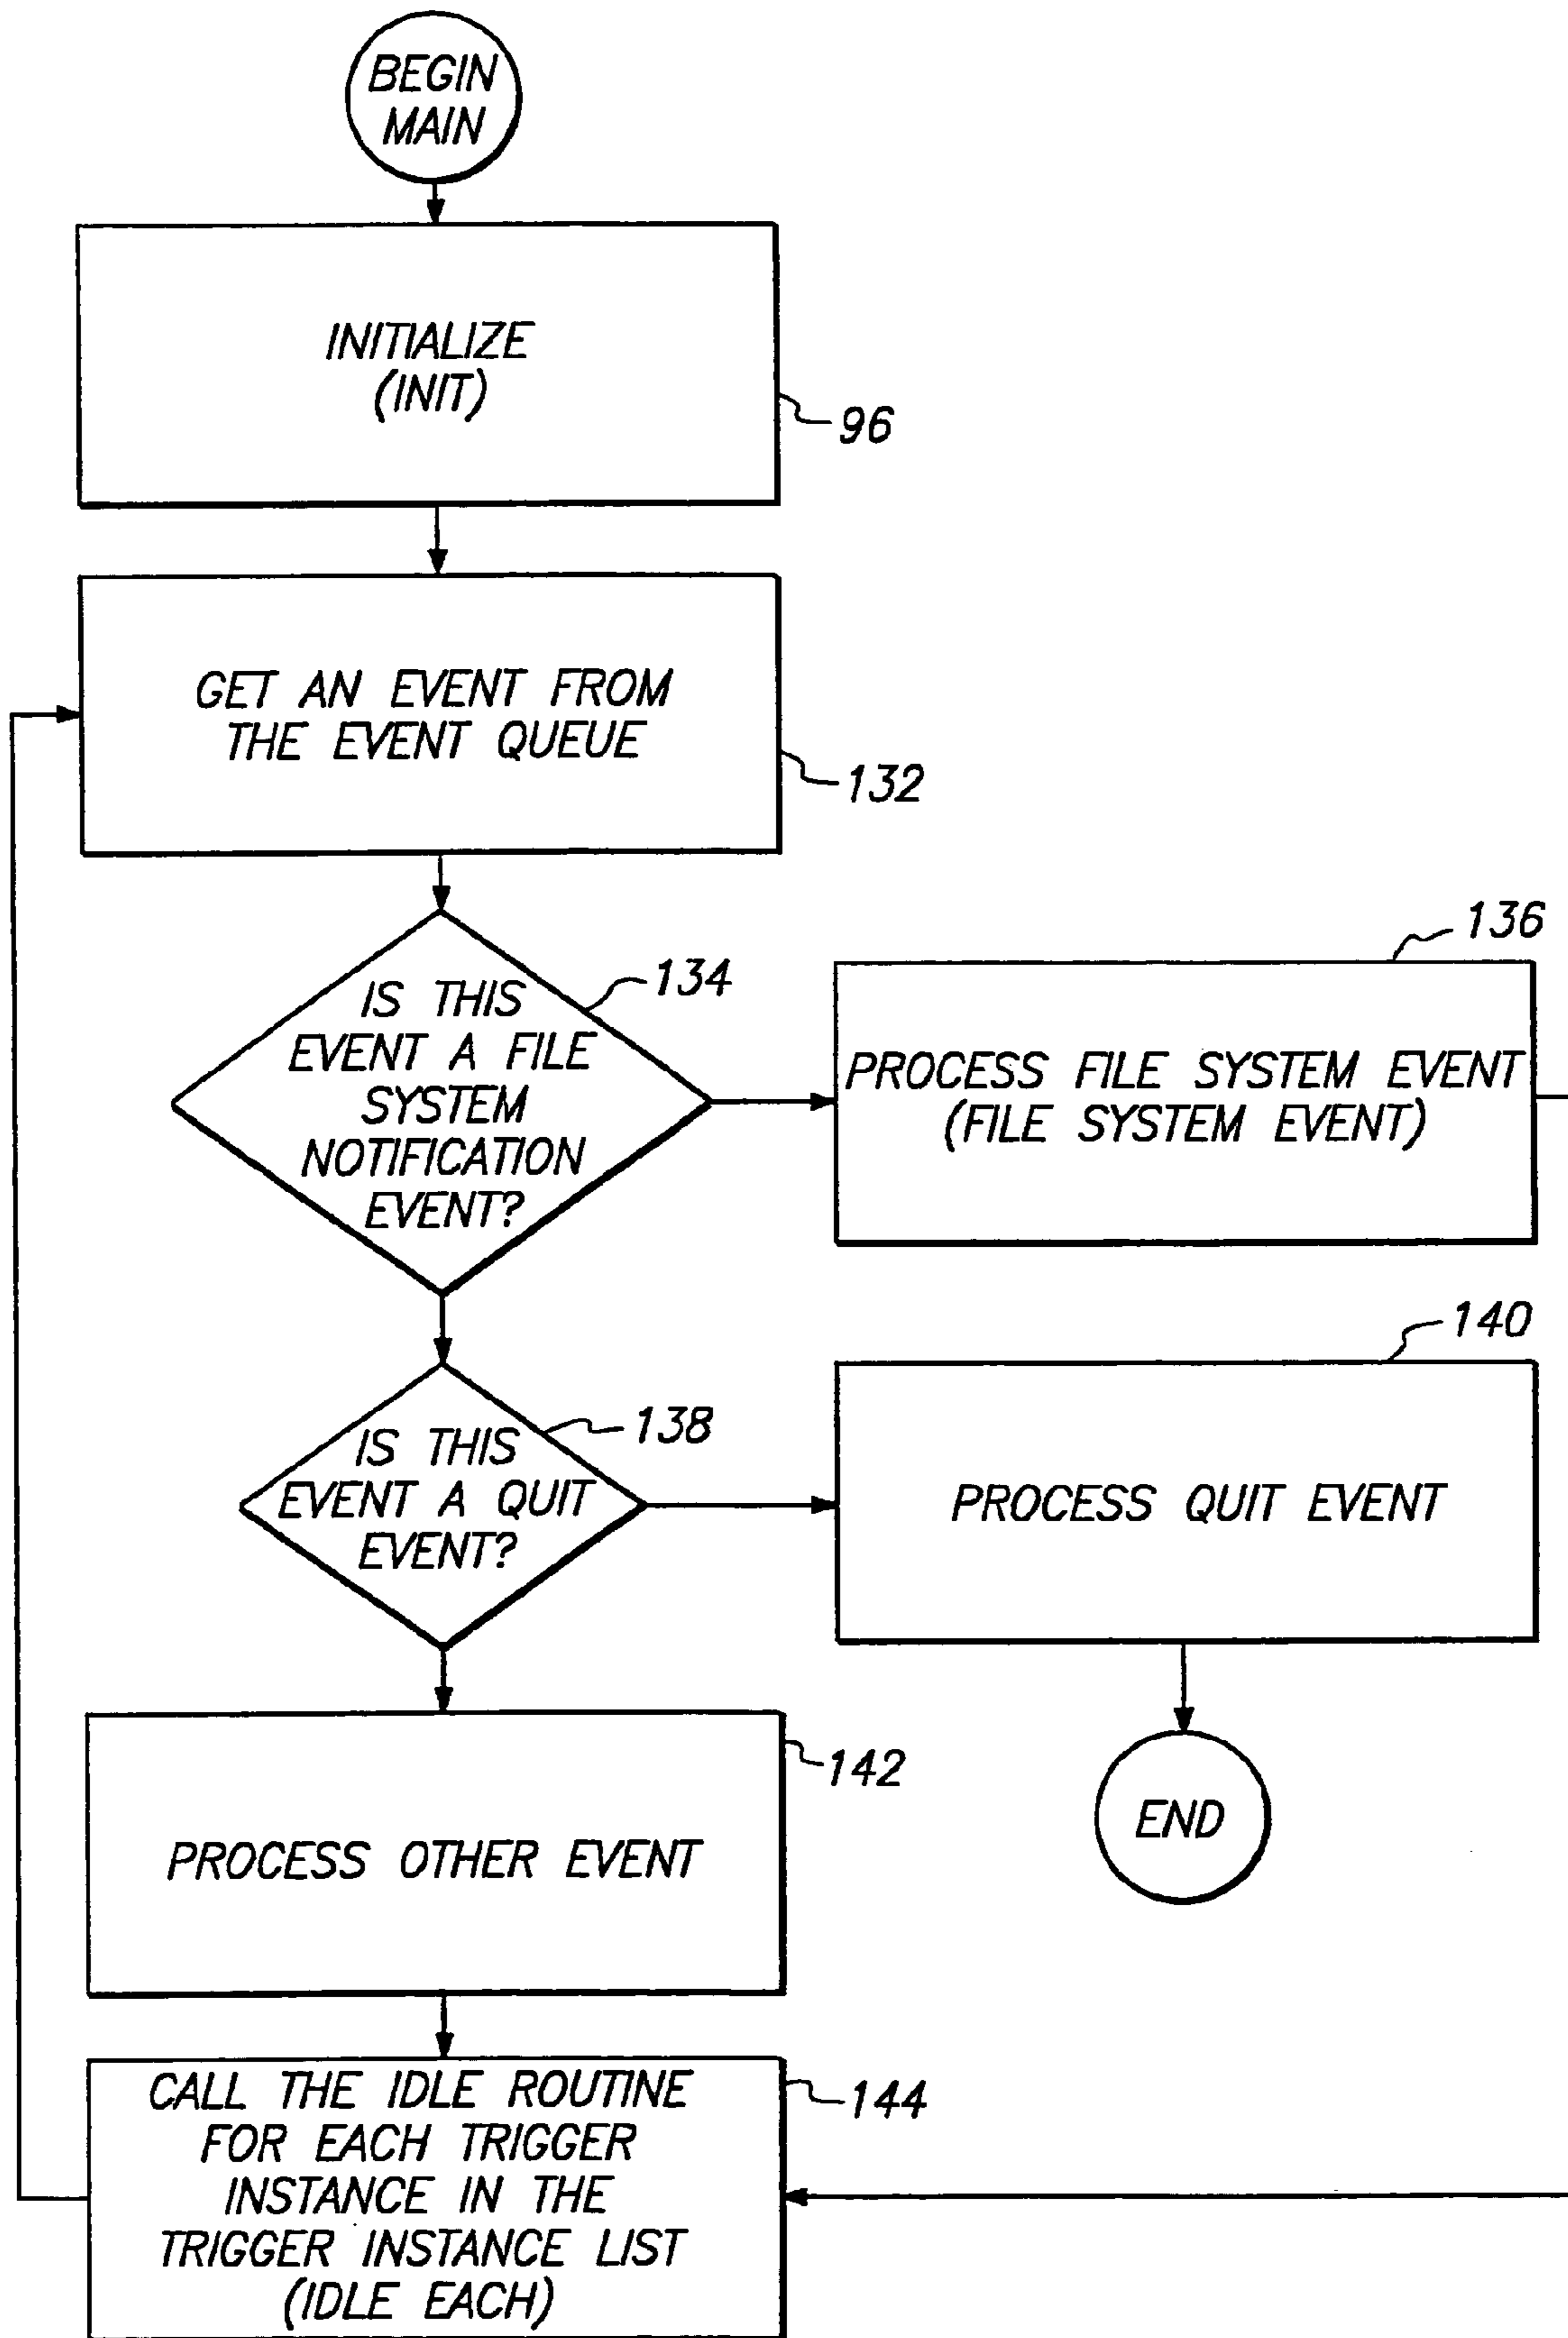 BEGIN
MAIN
INITIALIZE
(INIT)
96
GET AN EVENT FROM
THE EVENT QUEUE
132
IS THIS
EVENT A FILE
SYSTEM
NOTIFICATION
EVENT?
134
136
PROCESS FILE SYSTEM EVENT
(FILE SYSTEM EVENT)
IS THIS
EVENT A QUIT
EVENT?
138
140
PROCESS QUIT EVENT
END
142
PROCESS OTHER EVENT
CALL THE IDLE ROUTINE
FOR EACH TRIGGER
INSTANCE IN THE
TRIGGER INSTANCE LIST
(IDLE EACH)
144